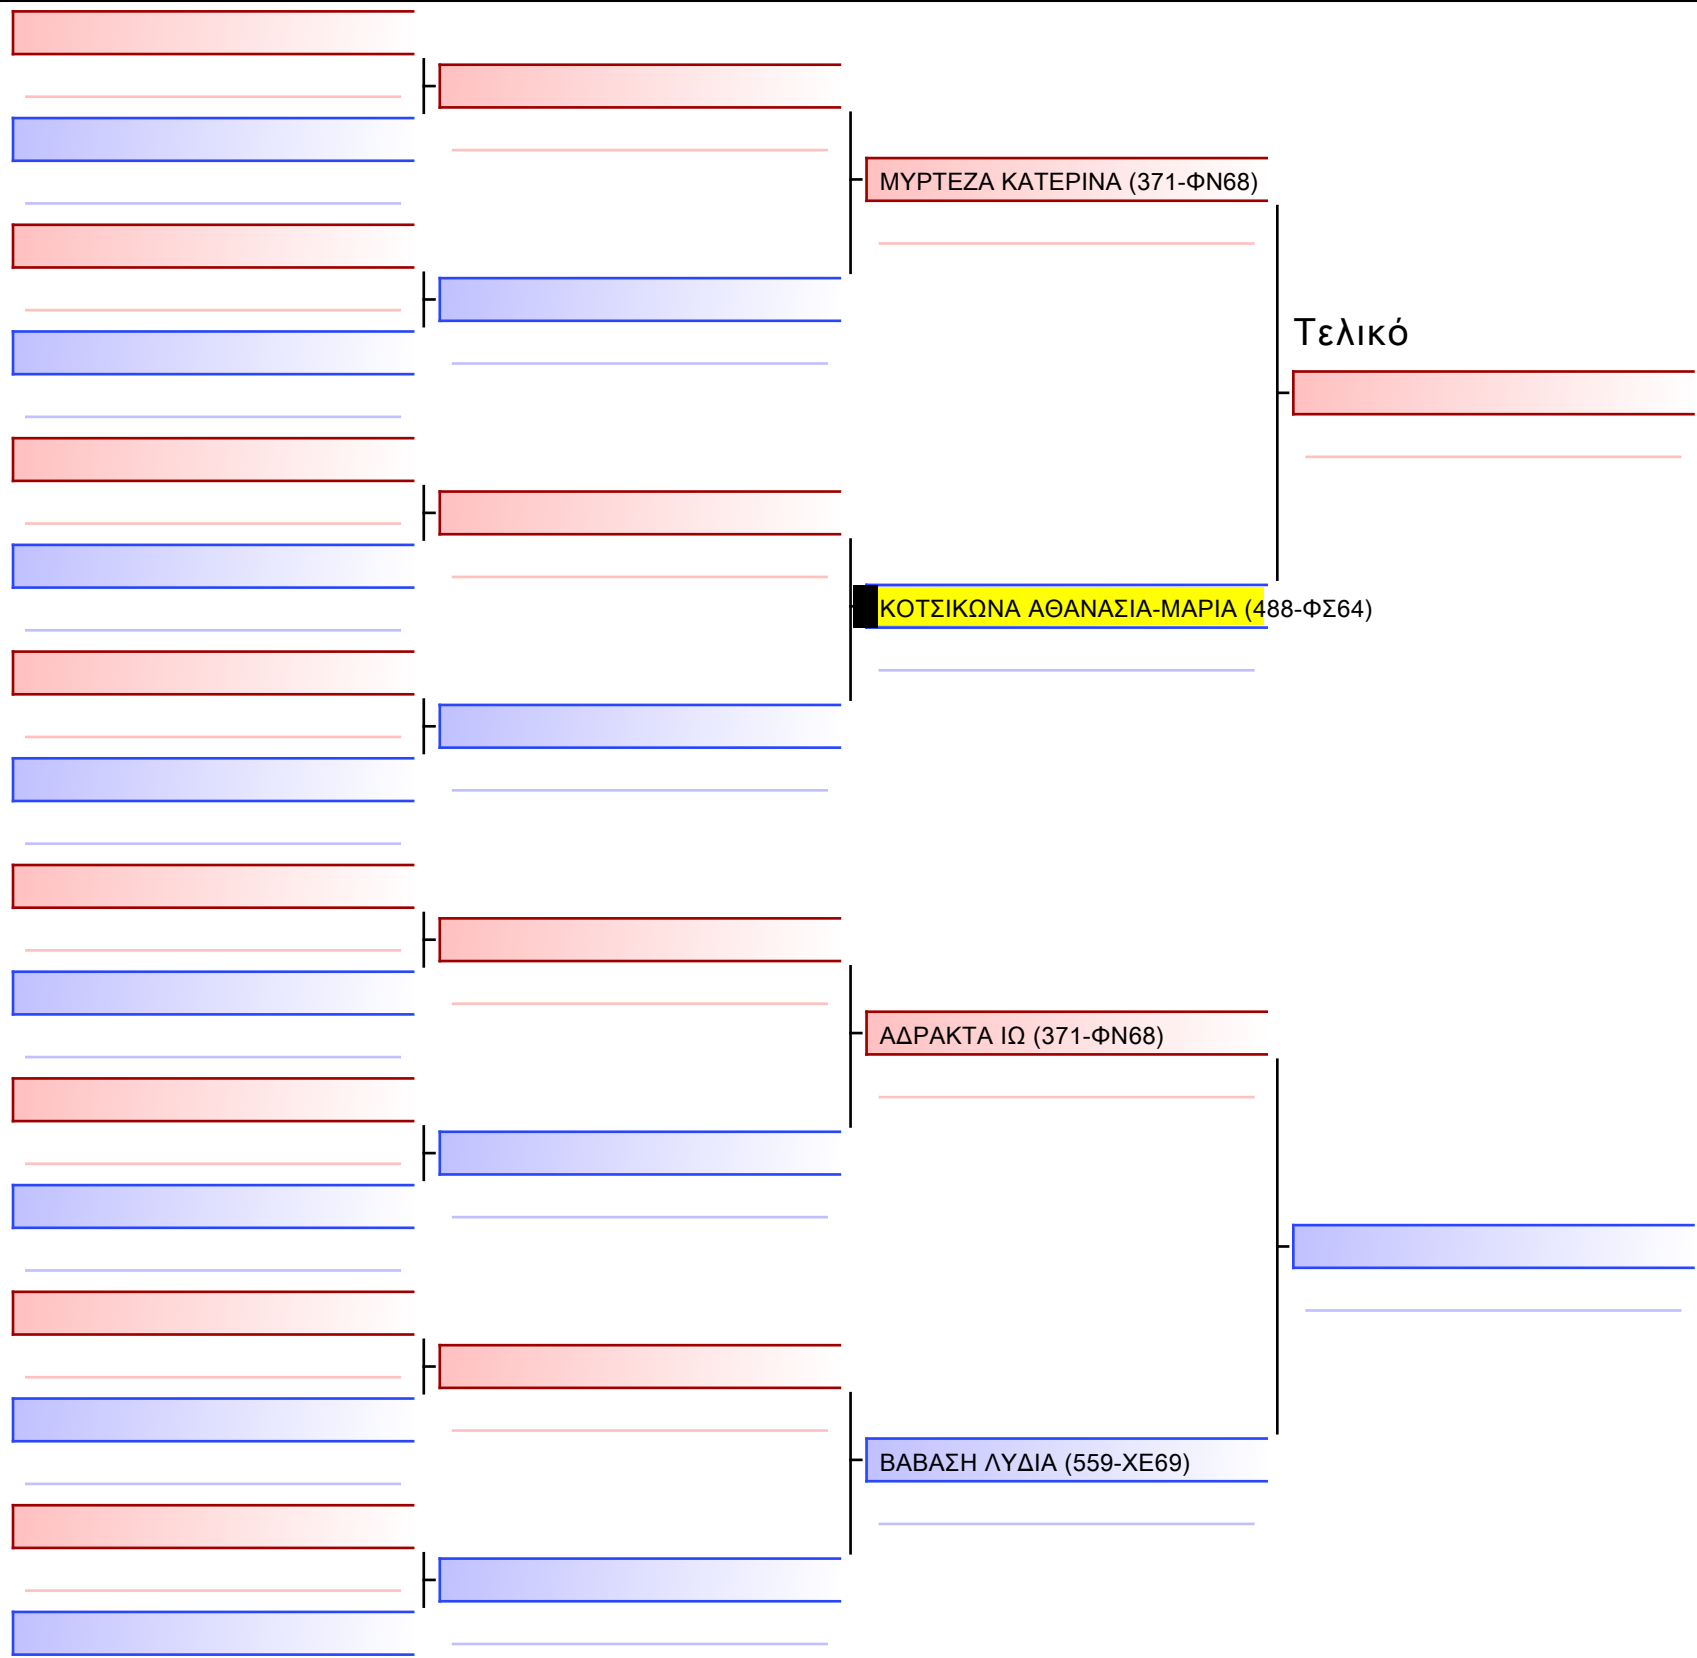 ΜΥΡΤΕΖΑ ΚΑΤΕΡΙΝΑ (371-ΦΝ68)
Τελικό
ΚΟΤΣΙΚΩΝΑ ΑΘΑΝΑΣΙΑ-ΜΑΡΙΑ (488-ΦΣ64)
ΑΔΡΑΚΤΑ ΙΩ (371-ΦΝ68)
ΒΑΒΑΣΗ ΛΥΔΙΑ (559-ΧΕ69)